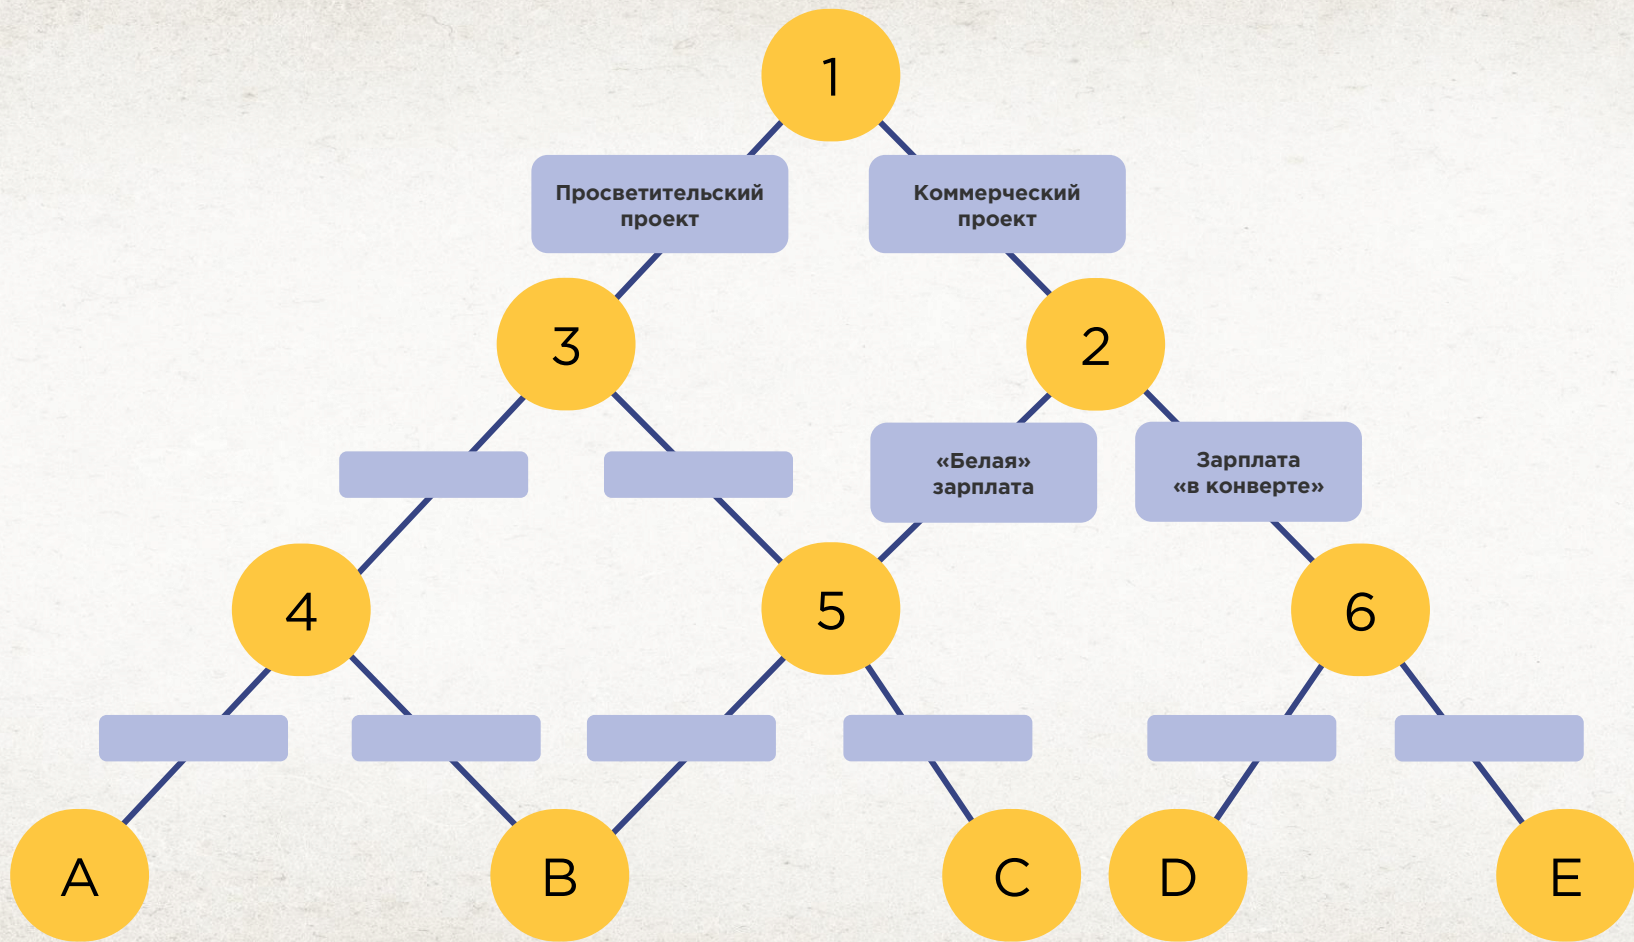 1
Просветительский
проект
Коммерческий
проект
3
2
«Белая»
зарплата
Зарплата
«в конверте»
4
5
6
A
B
C
D
E